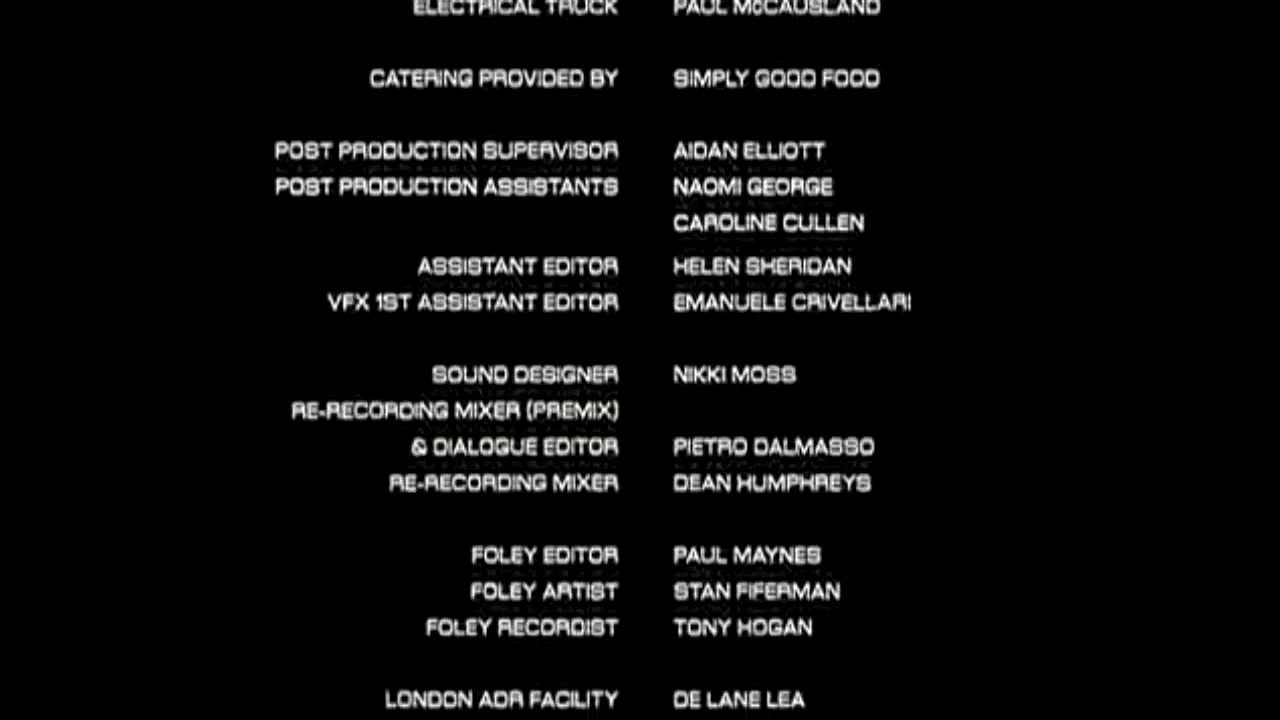 ELECTRICAL TRUCK PAUL McCAUSLAND
CATERING PROVIDED BY SIMPLY GOOD FOOD
POST PRODUCTION SUPERVISOR AIDAN ELLIOTT
POST PRODUCTION ASSISTANTS NAOMI GEORGE
CAROLINE CULLEN
ASSISTANT EDITOR HELEN SHERIDAN
VFX 1ST ASSISTANT EDITOR EMANUELE CRIVELLARI
SOUND DESIGNER NIKKI MOSS
RE-RECORDING MIXER (PREMIX)
& DIALOGUE EDITOR PIETRO DALMASSO
RE-RECORDING MIXER DEAN HUMPHREYS
FOLEY EDITOR PAUL MAYNES
FOLEY ARTIST STAN FIFERMAN
FOLEY RECORDIST TONY HOGAN
LONDON ADR FACILITY DE LANE LEA